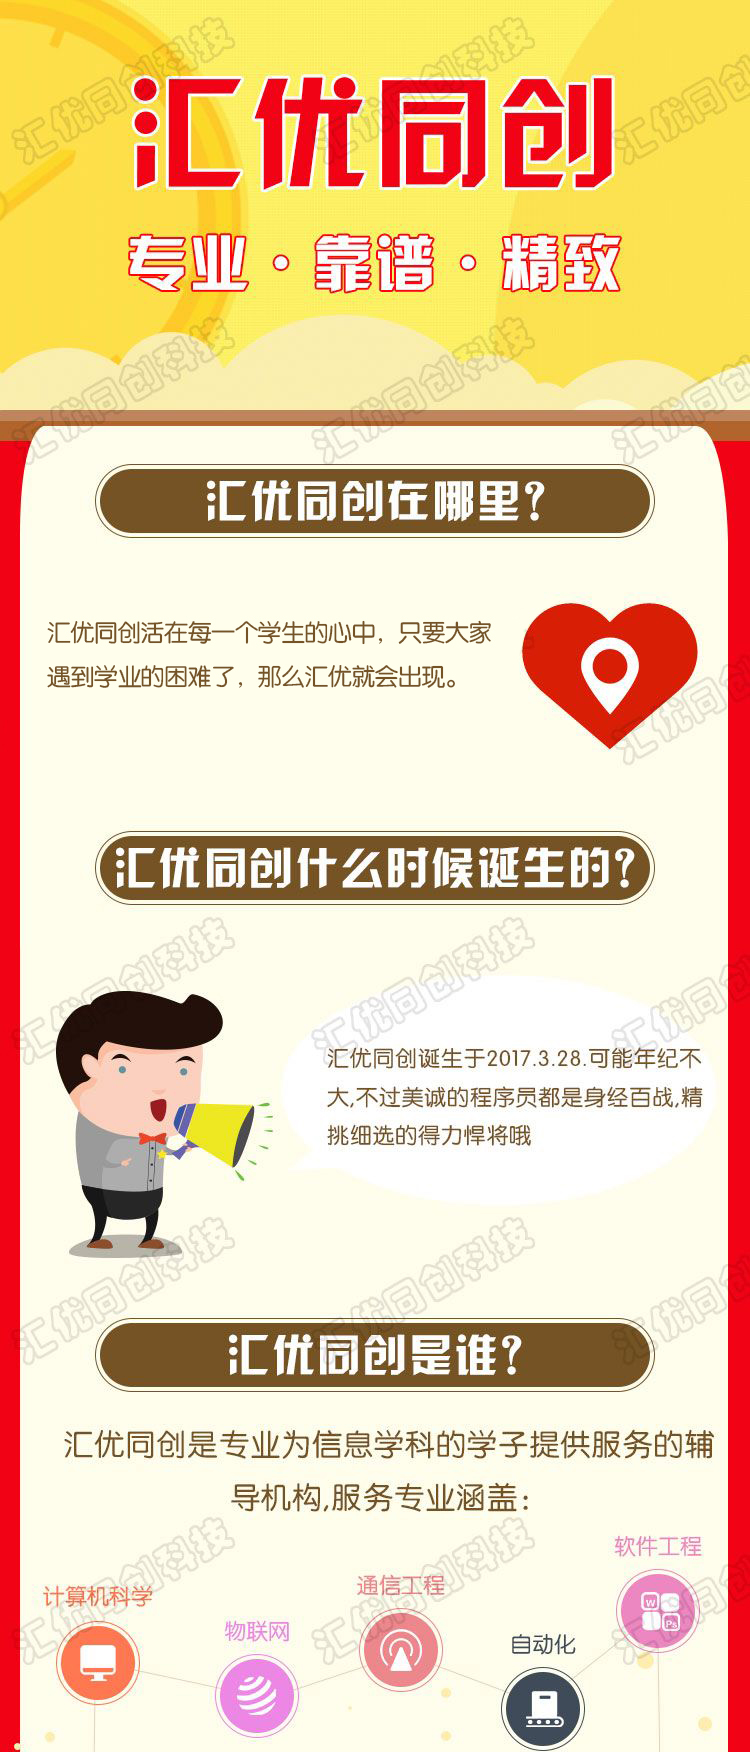 汇优同创
专业·靠谱·精致
汇优同创在哪里?
汇优同创活在每一个学生的心中，只要大家
遇到学业的困难了，那么汇优就会出现。
汇优同创什么时候诞生的?
汇优同创诞生于2017.3.28.可能年纪不
大,不过美诚的程序员都是身经百战,精
挑细选的得力悍将哦
汇优同创是谁?
汇优同创是专业为信息学科的学子提供服务的辅
导机构,服务专业涵盖：
软件工程
通信工程
计算机科学
物联网
自动化
W
Ps
汇优同创科技